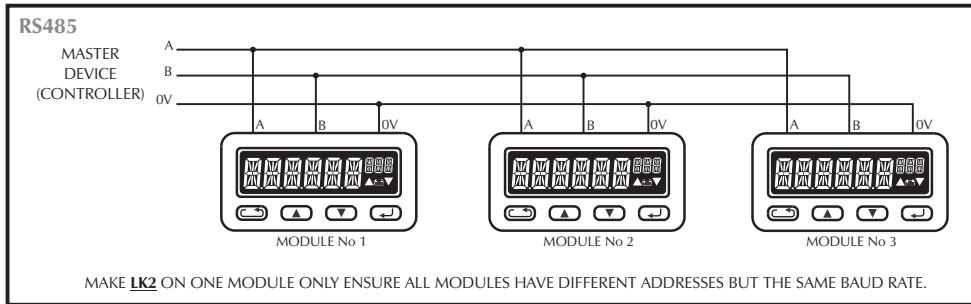 RS485
MASTER
DEVICE
(CONTROLLER)
A
B
0V
A B 0V
A B 0V
A B 0V
MODULE No 1
MODULE No 2
MODULE No 3
MAKE LK2 ON ONE MODULE ONLY ENSURE ALL MODULES HAVE DIFFERENT ADDRESSES BUT THE SAME BAUD RATE.